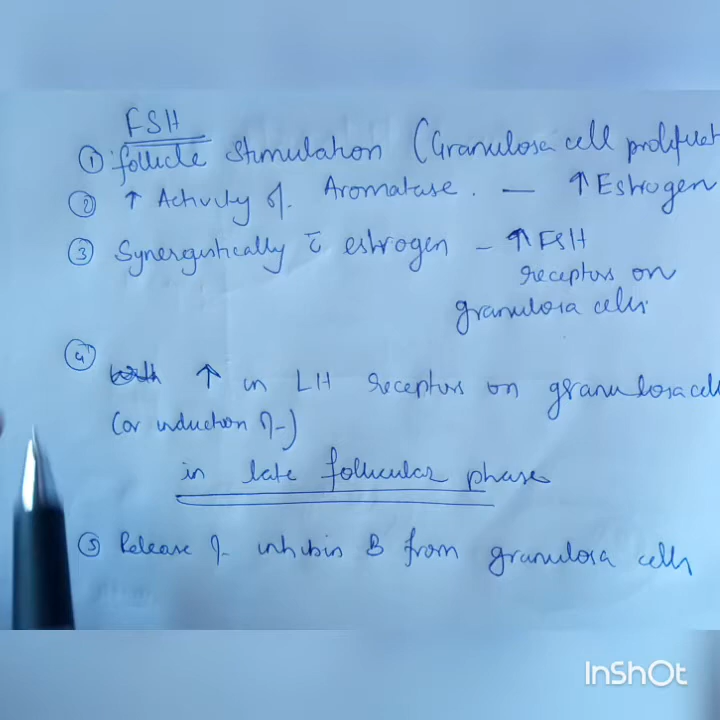 FSH
① follicle stimulation (Granulosa cell proliferat
② ↑ Activity of Aromatase. — ↑ Estrogen
③ Synergistically c̄ estrogen - ↑ FSH
receptors on
granulosa cells.
④ ↑ in LH receptors on granulosa cell
(or induction of -)
in late follicular phase
⑤ Release of inhibin B from granulosa cells
InShOt